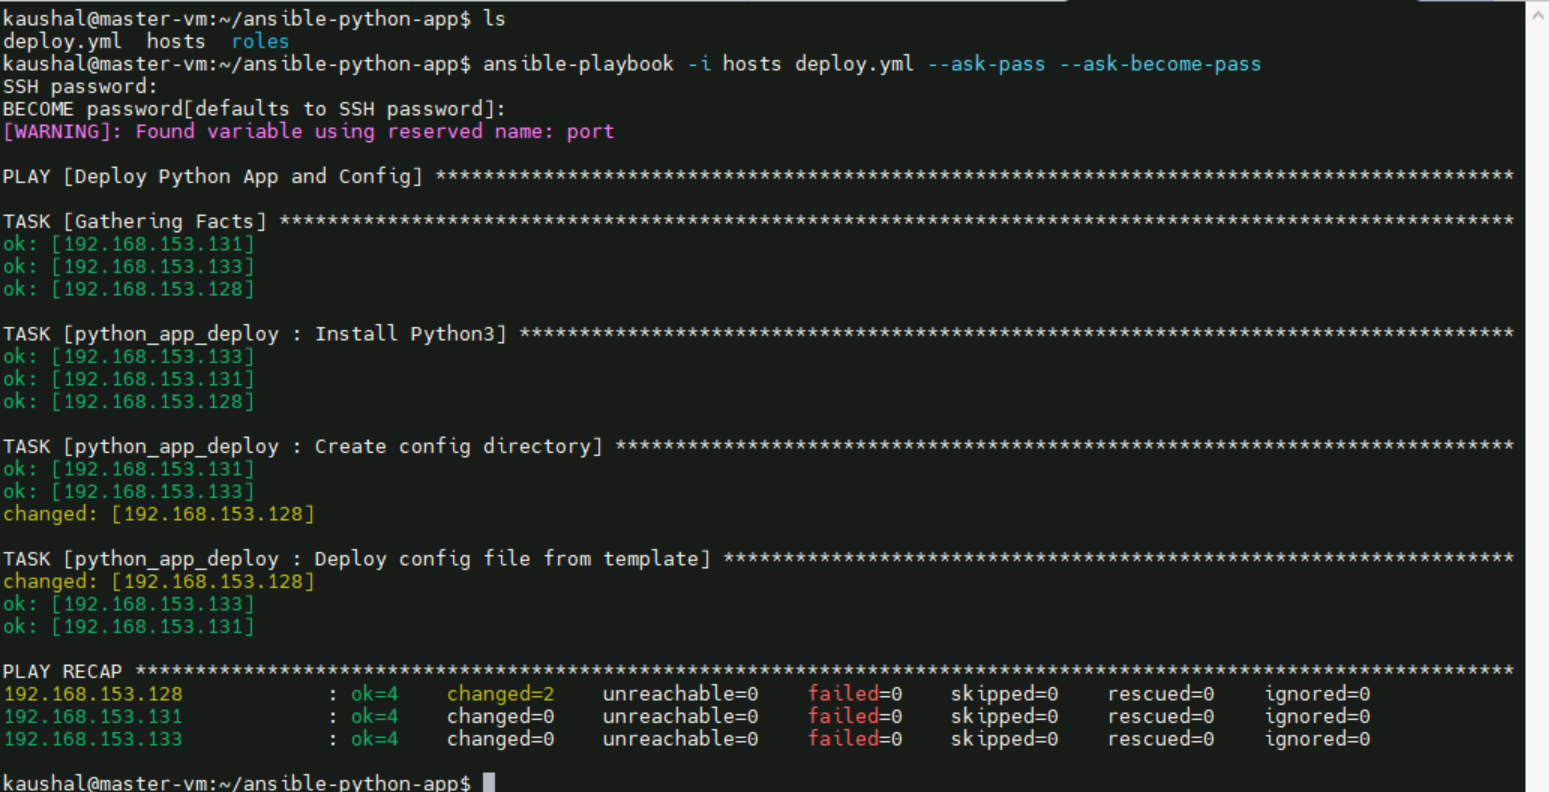 kaushal@master-vm:~/ansible-python-app$ ls
deploy.yml  hosts  roles
kaushal@master-vm:~/ansible-python-app$ ansible-playbook -i hosts deploy.yml --ask-pass --ask-become-pass
SSH password:
BECOME password[defaults to SSH password]:
[WARNING]: Found variable using reserved name: port
PLAY [Deploy Python App and Config] ******************************************************************************************
TASK [Gathering Facts] *******************************************************************************************************
ok: [192.168.153.131]
ok: [192.168.153.133]
ok: [192.168.153.128]
TASK [python_app_deploy : Install Python3] ***********************************************************************************
ok: [192.168.153.133]
ok: [192.168.153.131]
ok: [192.168.153.128]
TASK [python_app_deploy : Create config directory] ***************************************************************************
ok: [192.168.153.131]
ok: [192.168.153.133]
changed: [192.168.153.128]
TASK [python_app_deploy : Deploy config file from template] ******************************************************************
changed: [192.168.153.128]
ok: [192.168.153.133]
ok: [192.168.153.131]
PLAY RECAP *******************************************************************************************************************
192.168.153.128            : ok=4    changed=2    unreachable=0    failed=0    skipped=0    rescued=0    ignored=0
192.168.153.131            : ok=4    changed=0    unreachable=0    failed=0    skipped=0    rescued=0    ignored=0
192.168.153.133            : ok=4    changed=0    unreachable=0    failed=0    skipped=0    rescued=0    ignored=0
kaushal@master-vm:~/ansible-python-app$